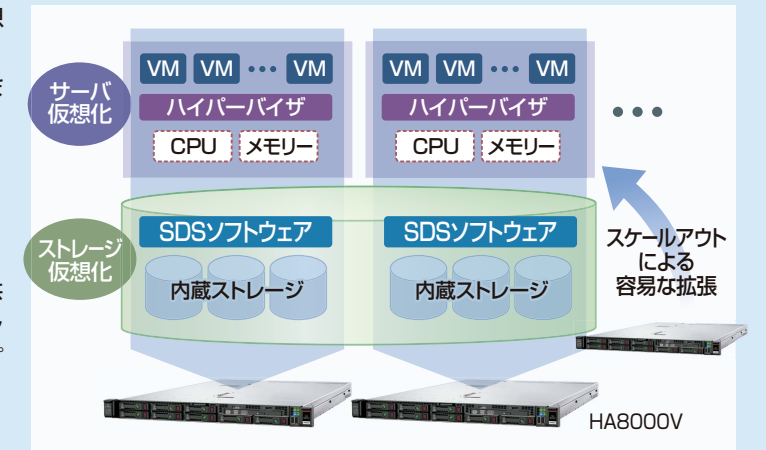 サーバ
仮想化
VM VM ••• VM
ハイパーバイザ
CPU メモリー
VM VM ••• VM
ハイパーバイザ
CPU メモリー
•••
ストレージ
仮想化
SDSソフトウェア
内蔵ストレージ
SDSソフトウェア
内蔵ストレージ
スケールアウト
による
容易な拡張
HA8000V